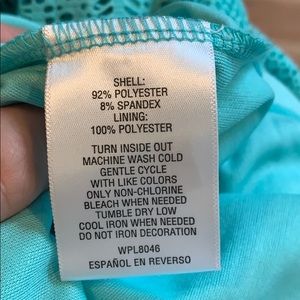 SHELL:
92% POLYESTER
8% SPANDEX
LINING:
100% POLYESTER
TURN INSIDE OUT
MACHINE WASH COLD
GENTLE CYCLE
WITH LIKE COLORS
ONLY NON-CHLORINE
BLEACH WHEN NEEDED
TUMBLE DRY LOW
COOL IRON WHEN NEEDED
DO NOT IRON DECORATION
WPL8046
ESPAÑOL EN REVERSO